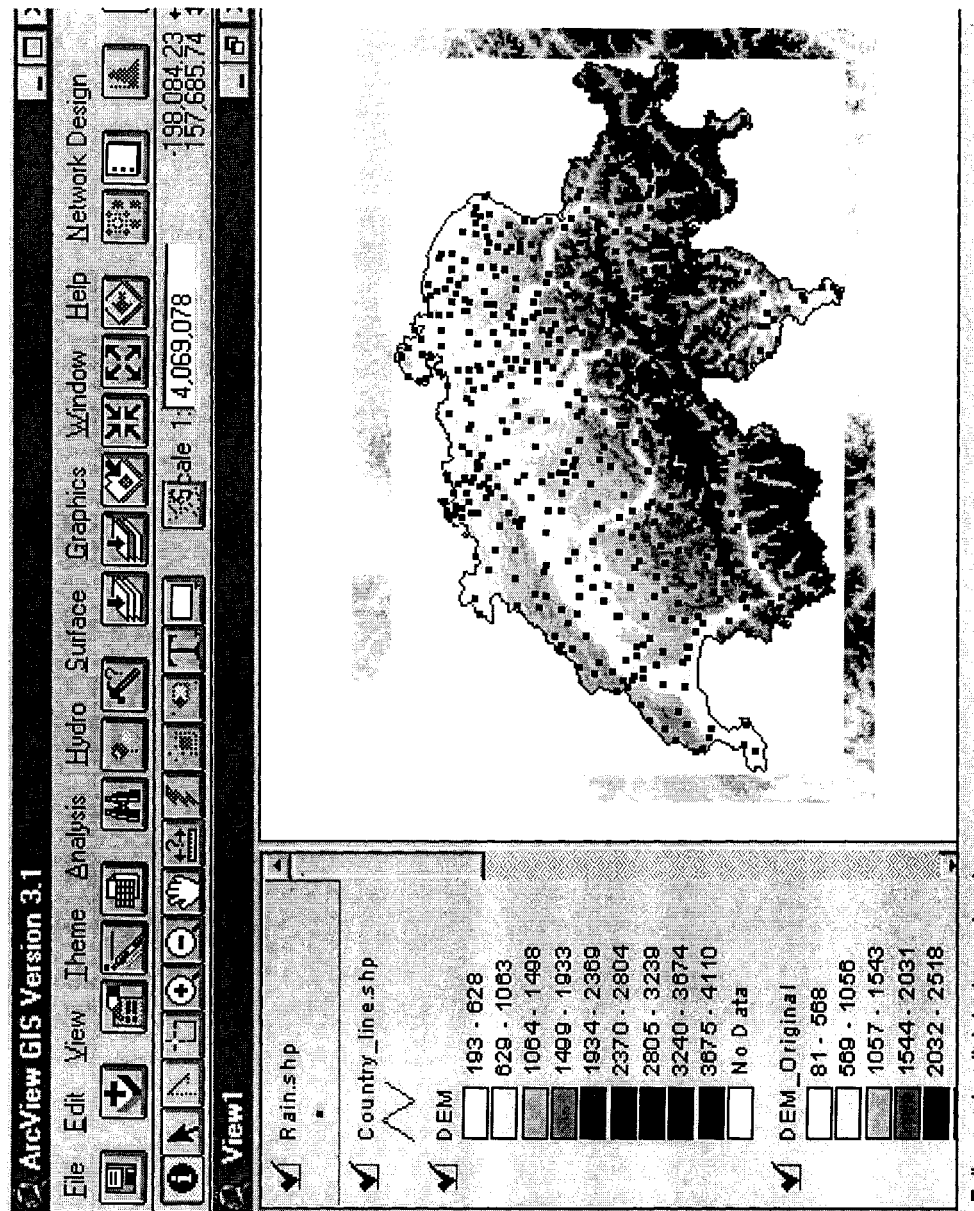 ArcView GIS Version 3.1
File Edit View Theme Analysis Hydro Surface Graphics Window Help Network Design
Scale 1: 4,069,078
-198,084.23
157,685.74
View1
Rain.shp
Country_line.shp
DEM
193 - 628
629 - 1063
1064 - 1498
1499 - 1933
1934 - 2369
2370 - 2804
2805 - 3239
3240 - 3674
3675 - 4110
No Data
DEM_Original
81 - 568
569 - 1056
1057 - 1543
1544 - 2031
2032 - 2518